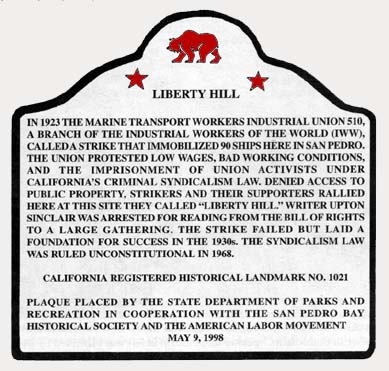 LIBERTY HILL
IN 1923 THE MARINE TRANSPORT WORKERS INDUSTRIAL UNION 510,
A BRANCH OF THE INDUSTRIAL WORKERS OF THE WORLD (IWW),
CALLED A STRIKE THAT IMMOBILIZED 90 SHIPS HERE IN SAN PEDRO.
THE UNION PROTESTED LOW WAGES, BAD WORKING CONDITIONS,
AND THE IMPRISONMENT OF UNION ACTIVISTS UNDER
CALIFORNIA'S CRIMINAL SYNDICALISM LAW. DENIED ACCESS TO
PUBLIC PROPERTY, STRIKERS AND THEIR SUPPORTERS RALLIED
HERE AT THIS SITE THEY CALLED "LIBERTY HILL." WRITER UPTON
SINCLAIR WAS ARRESTED FOR READING FROM THE BILL OF RIGHTS
TO A LARGE GATHERING. THE STRIKE FAILED BUT LAID A
FOUNDATION FOR SUCCESS IN THE 1930s. THE SYNDICALISM LAW
WAS RULED UNCONSTITUTIONAL IN 1968.
CALIFORNIA REGISTERED HISTORICAL LANDMARK NO. 1021
PLAQUE PLACED BY THE STATE DEPARTMENT OF PARKS AND
RECREATION IN COOPERATION WITH THE SAN PEDRO BAY
HISTORICAL SOCIETY AND THE AMERICAN LABOR MOVEMENT
MAY 9, 1998